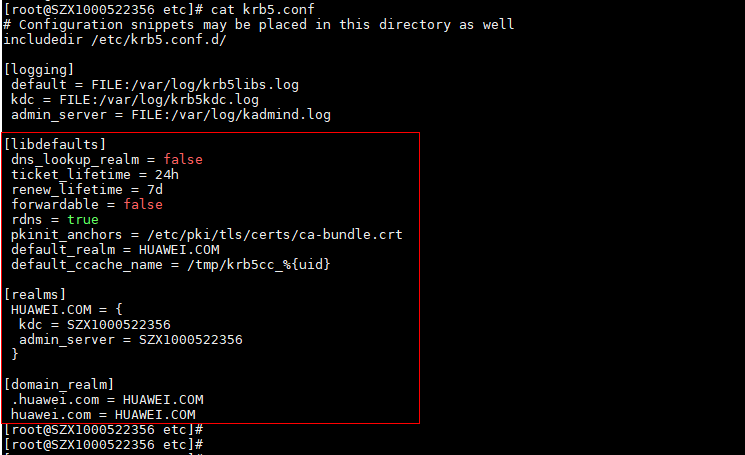 [root@SZX1000522356 etc]# cat krb5.conf
# Configuration snippets may be placed in this directory as well
includedir /etc/krb5.conf.d/
[logging]
default = FILE:/var/log/krb5libs.log
kdc = FILE:/var/log/krb5kdc.log
admin_server = FILE:/var/log/kadmind.log
[libdefaults]
dns_lookup_realm = false
ticket_lifetime = 24h
renew_lifetime = 7d
forwardable = false
rdns = true
pkinit_anchors = /etc/pki/tls/certs/ca-bundle.crt
default_realm = HUAWEI.COM
default_ccache_name = /tmp/krb5cc_%{uid}
[realms]
HUAWEI.COM = {
kdc = SZX1000522356
admin_server = SZX1000522356
}
[domain_realm]
.huawei.com = HUAWEI.COM
huawei.com = HUAWEI.COM
[root@SZX1000522356 etc]#
[root@SZX1000522356 etc]#